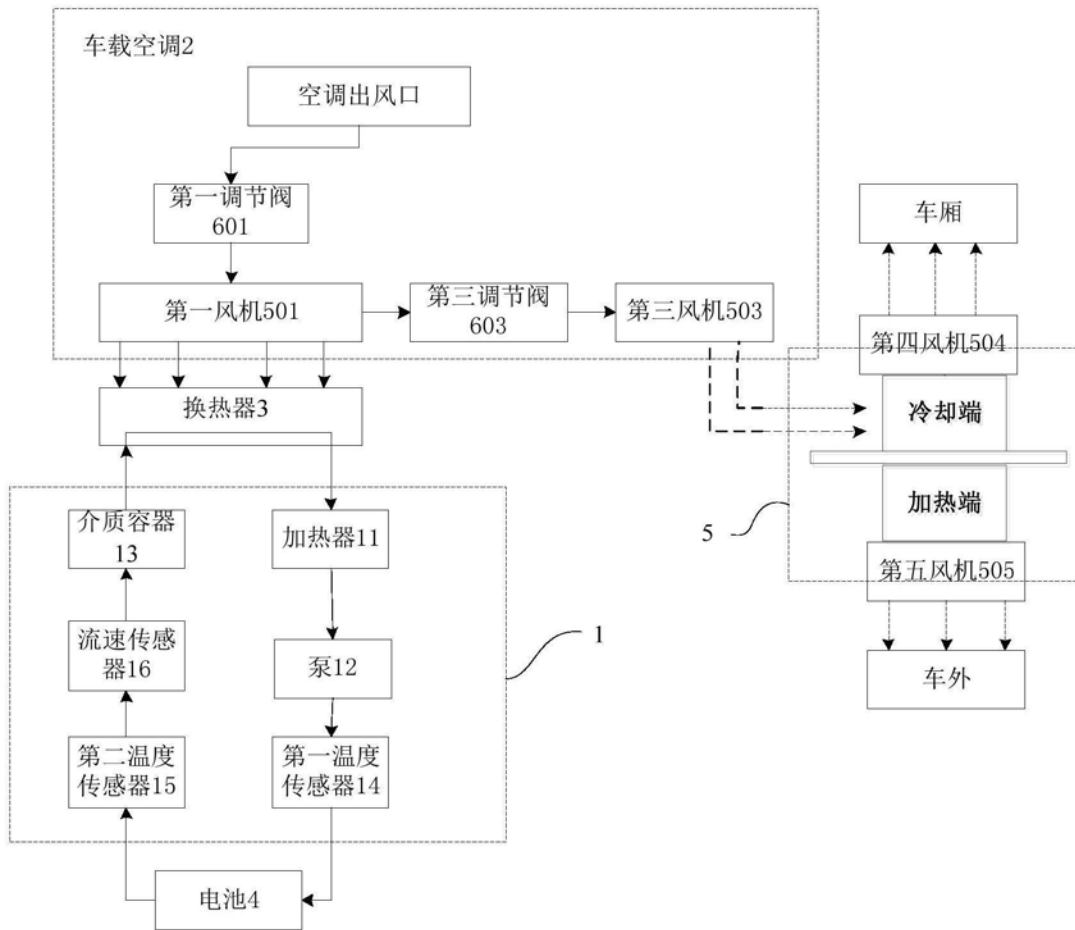 车载空调2
空调出风口
第一调节阀
601
车厢
第一风机501
第三调节阀
603
第三风机503
第四风机504
换热器3
冷却端
加热端
5
介质容器
13
加热器11
第五风机505
流速传感
器16
泵12
1
车外
第二温度
传感器15
第一温度
传感器14
电池4